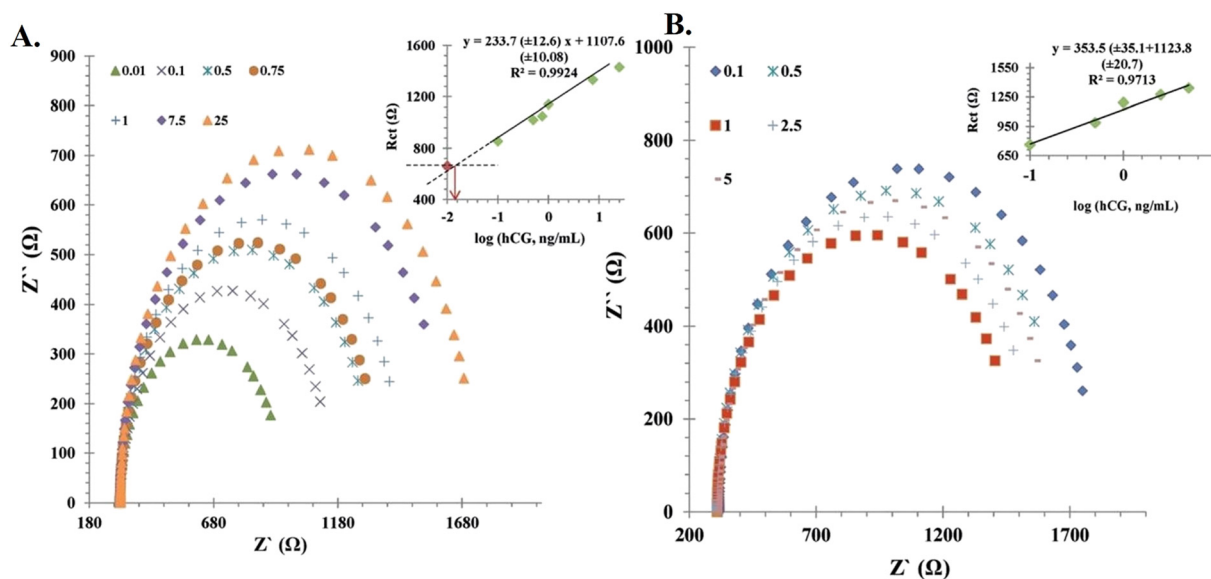 A.
900
800
700
600
500
400
300
200
100
0
Z`` (Ω)
0.01 0.1 0.5 0.75
1 7.5 25
180 680 1180 1680
Z` (Ω)
y = 233.7 (±12.6) x + 1107.6
(±10.08)
R² = 0.9924
1600
1200
800
400
Rct (Ω)
-2 -1 0 1
log (hCG, ng/mL)
B.
1000
800
600
400
200
0
Z`` (Ω)
0.1 0.5
1 2.5
5
200 700 1200 1700
Z` (Ω)
y = 353.5 (±35.1+1123.8
(±20.7)
R² = 0.9713
1550
1250
950
650
Rct (Ω)
-1 0
log (hCG, ng/mL)